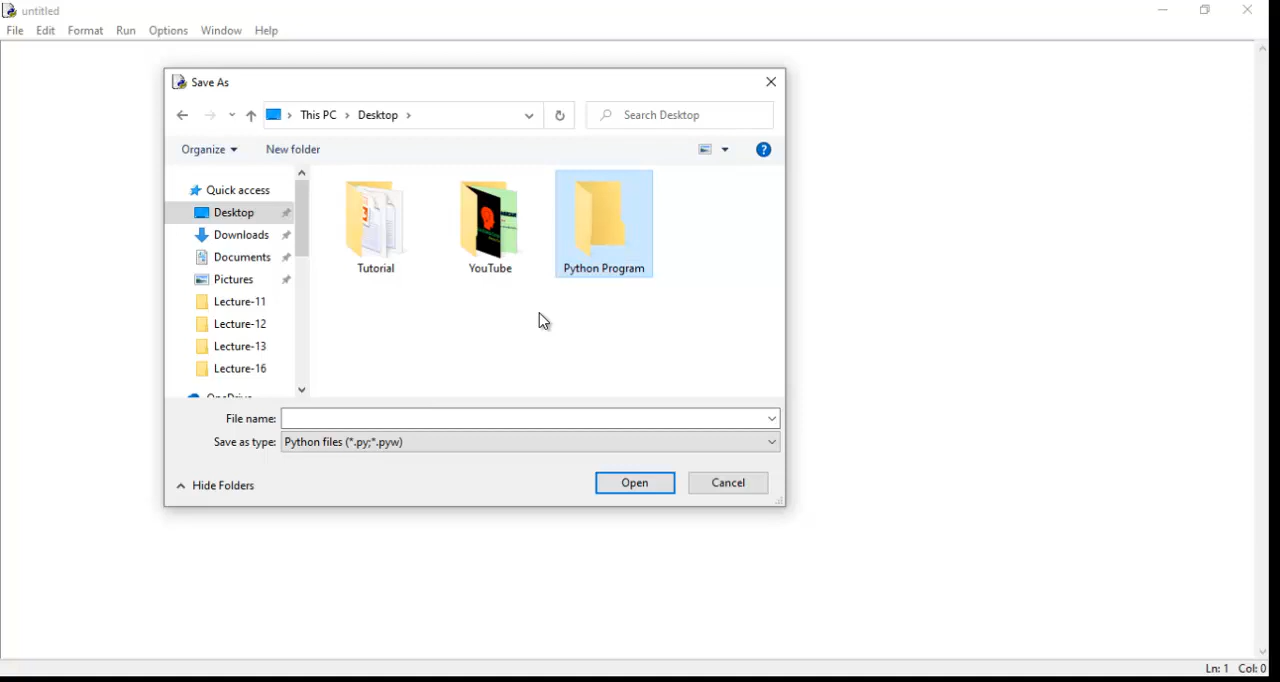 untitled
File Edit Format Run Options Window Help
Save As
This PC > Desktop >
Search Desktop
Organize
New folder
Quick access
Desktop
Downloads
Documents
Pictures
Lecture-11
Lecture-12
Lecture-13
Lecture-16
OneDrive
Tutorial
YouTube
Python Program
File name:
Save as type: Python files (*.py;*.pyw)
Hide Folders
Open
Cancel
Ln: 1 Col: 0